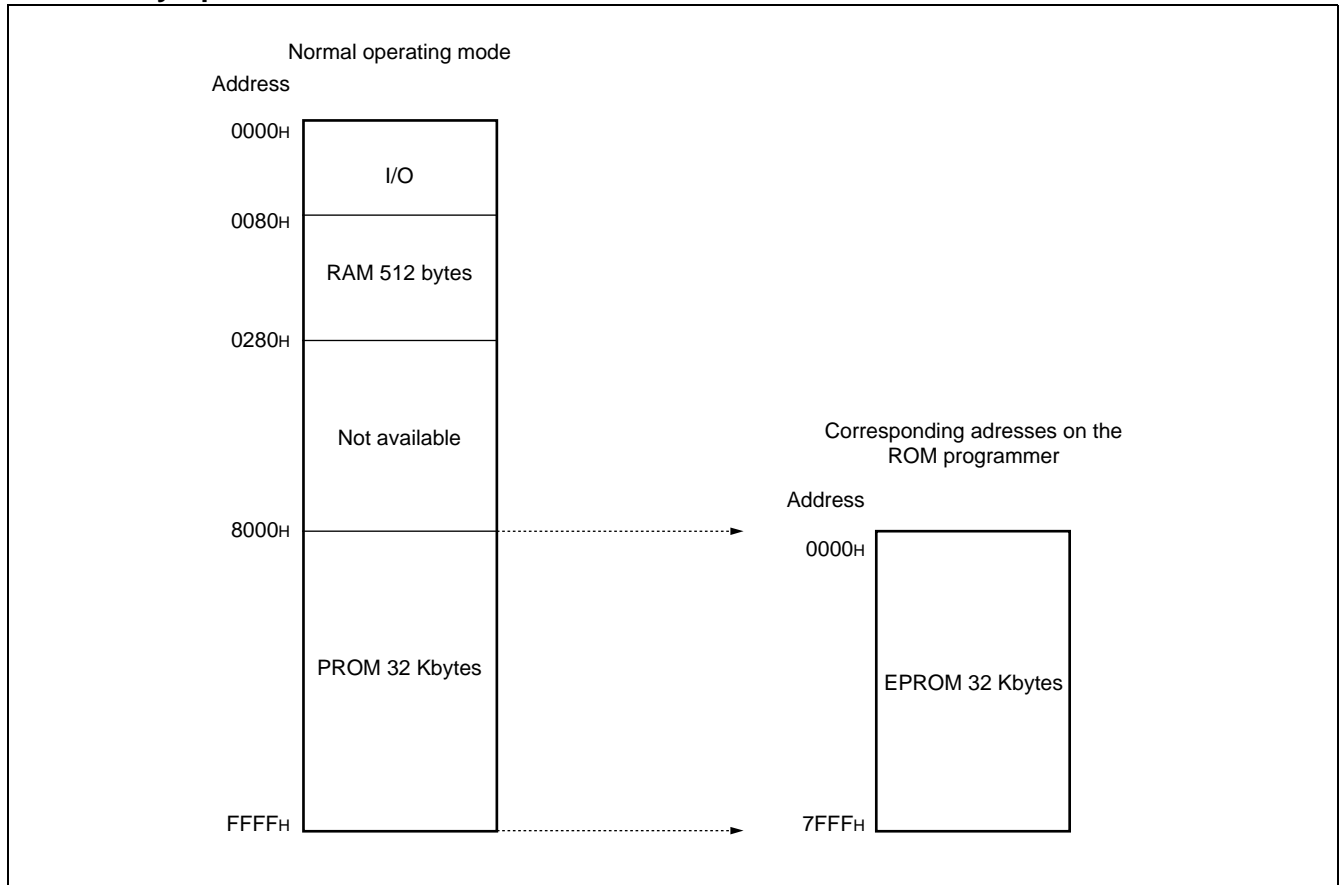 Normal operating mode
Address
0000H
I/O
0080H
RAM 512 bytes
0280H
Not available
Corresponding adresses on the
ROM programmer
Address
8000H
0000H
PROM 32 Kbytes
EPROM 32 Kbytes
FFFFH
7FFFH